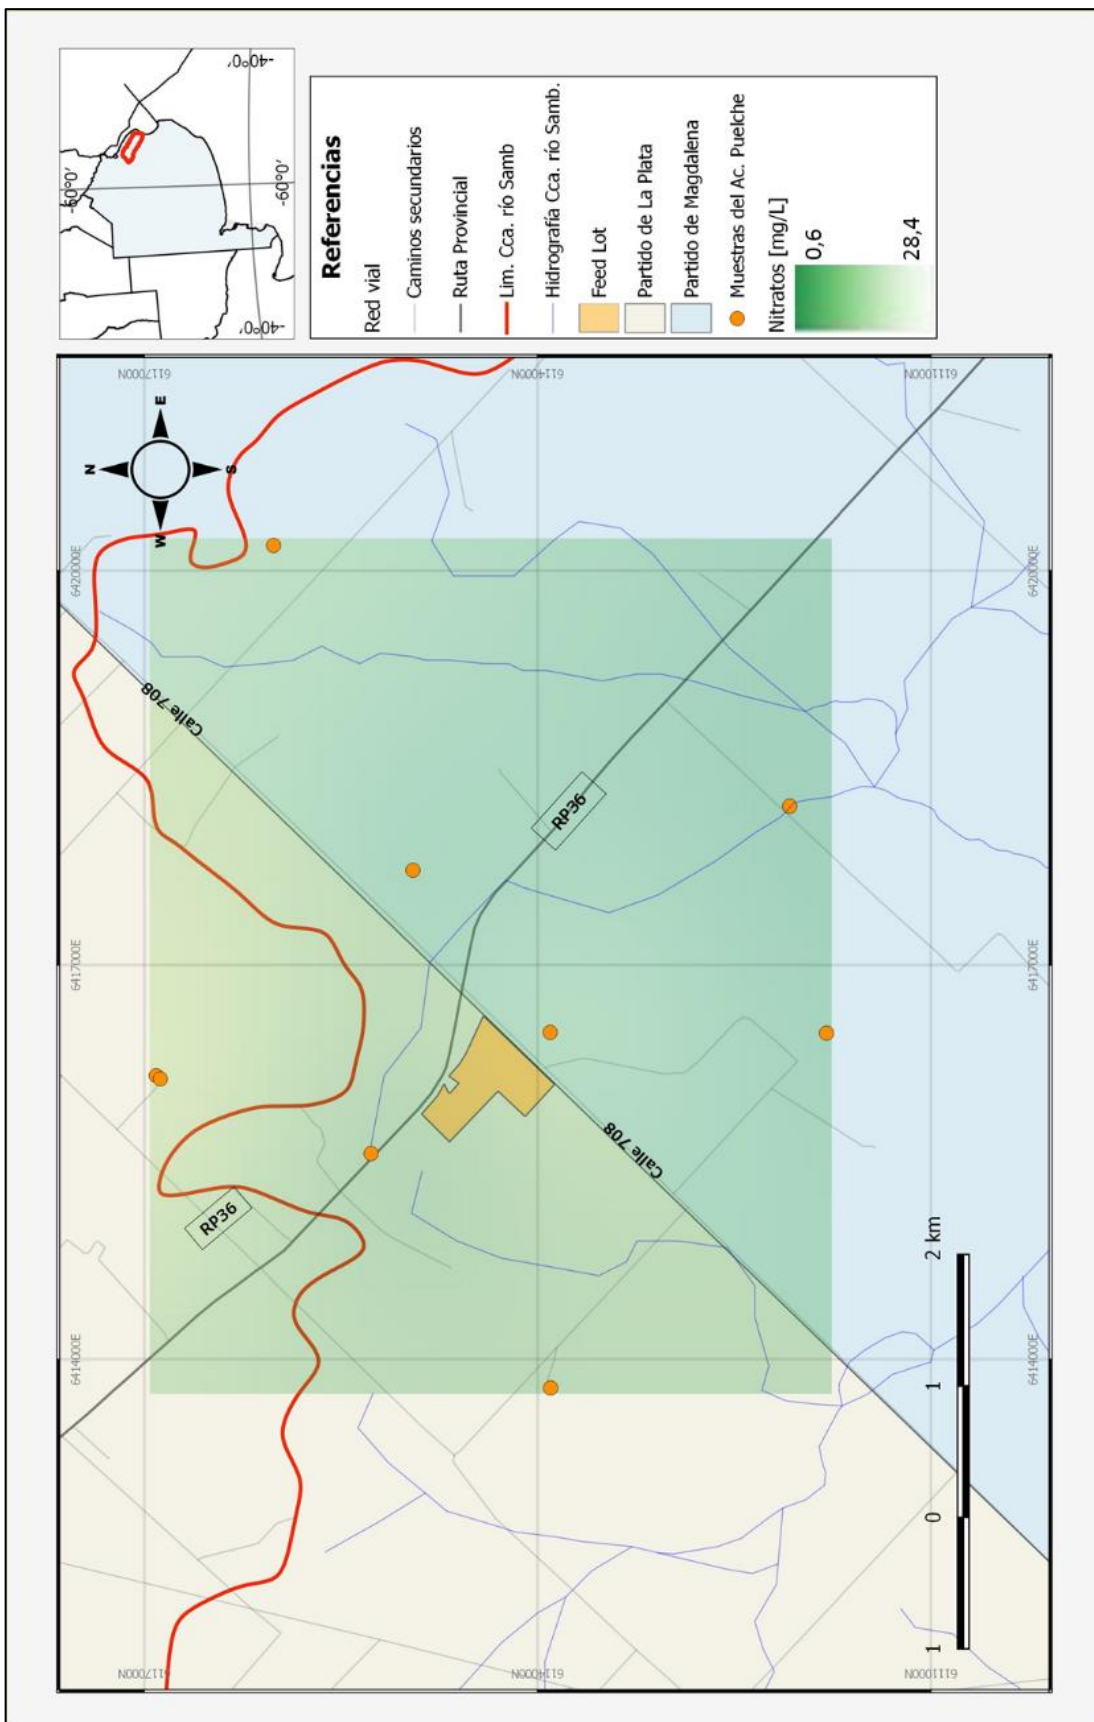 6414000E
6417000E
6420000E
6117000N
6117000N
6114000N
6114000N
6111000N
6111000N
6414000E
6417000E
6420000E
N
W
E
S
RP36
RP36
Calle 708
Calle 708
1 0 1 2 km
-60°0'
-40°0'
-40°0'
-60°0'
Referencias
Red vial
Caminos secundarios
Ruta Provincial
Lim. Cca. río Samb
Hidrografía Cca. río Samb.
Feed Lot
Partido de La Plata
Partido de Magdalena
Muestras del Ac. Puelche
Nitratos [mg/L]
0,6
28,4